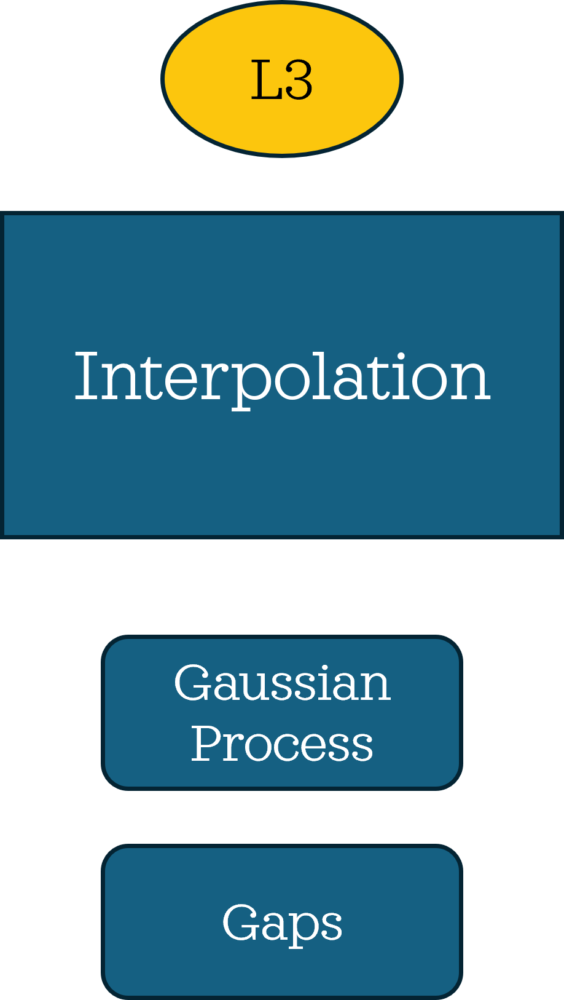 L3
Interpolation
Gaussian
Process
Gaps